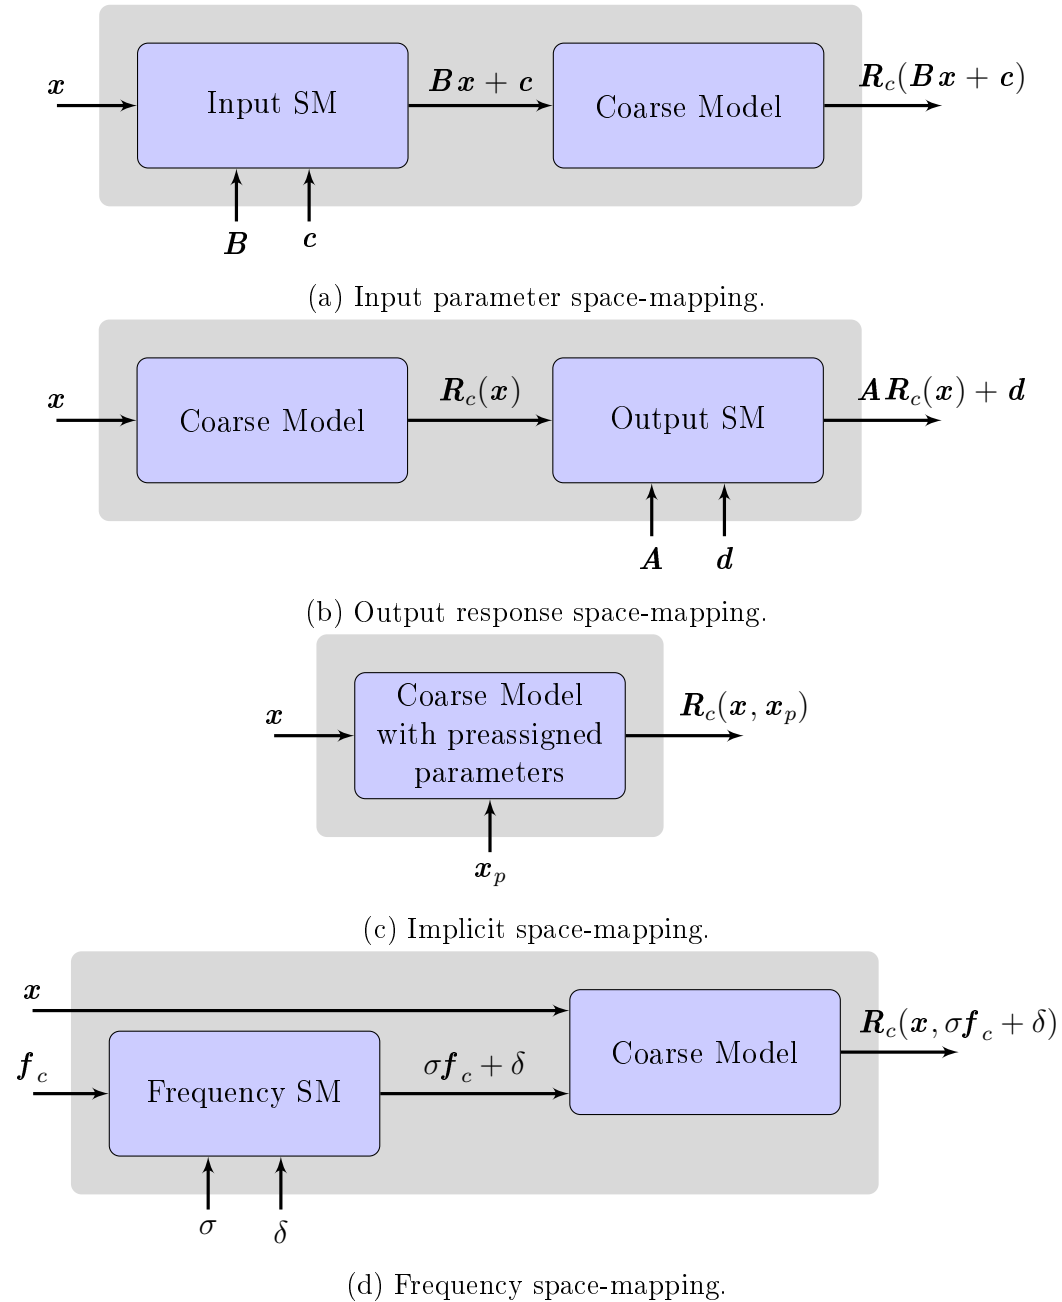 x
Input SM
Bx + c
Coarse Model
R_c(Bx + c)
B
c
(a) Input parameter space-mapping.
x
Coarse Model
R_c(x)
Output SM
AR_c(x) + d
A
d
(b) Output response space-mapping.
x
Coarse Model
with preassigned
parameters
R_c(x, x_p)
x_p
(c) Implicit space-mapping.
x
f_c
Frequency SM
σf_c + δ
Coarse Model
R_c(x, σf_c + δ)
σ
δ
(d) Frequency space-mapping.